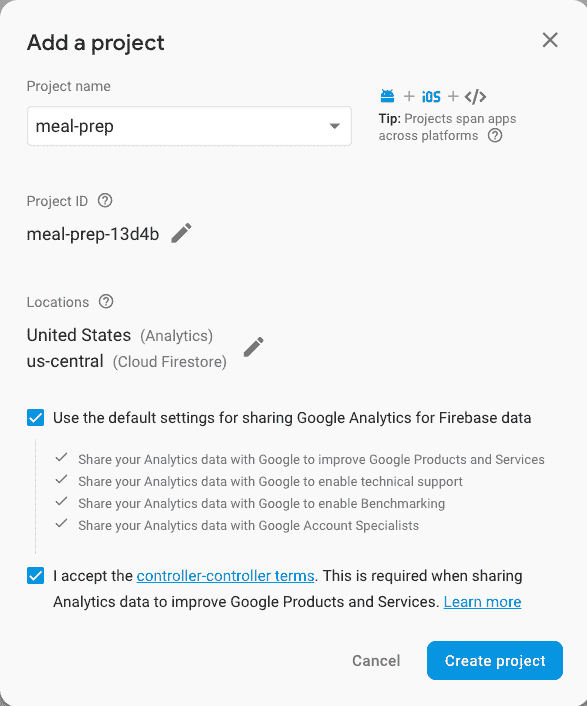 Add a project
Project name
meal-prep
+ iOS + </>
Tip: Projects span apps
across platforms ?
Project ID ?
meal-prep-13d4b
Locations ?
United States (Analytics)
us-central (Cloud Firestore)
Use the default settings for sharing Google Analytics for Firebase data
Share your Analytics data with Google to improve Google Products and Services
Share your Analytics data with Google to enable technical support
Share your Analytics data with Google to enable Benchmarking
Share your Analytics data with Google Account Specialists
I accept the controller-controller terms. This is required when sharing
Analytics data to improve Google Products and Services. Learn more
Cancel Create project